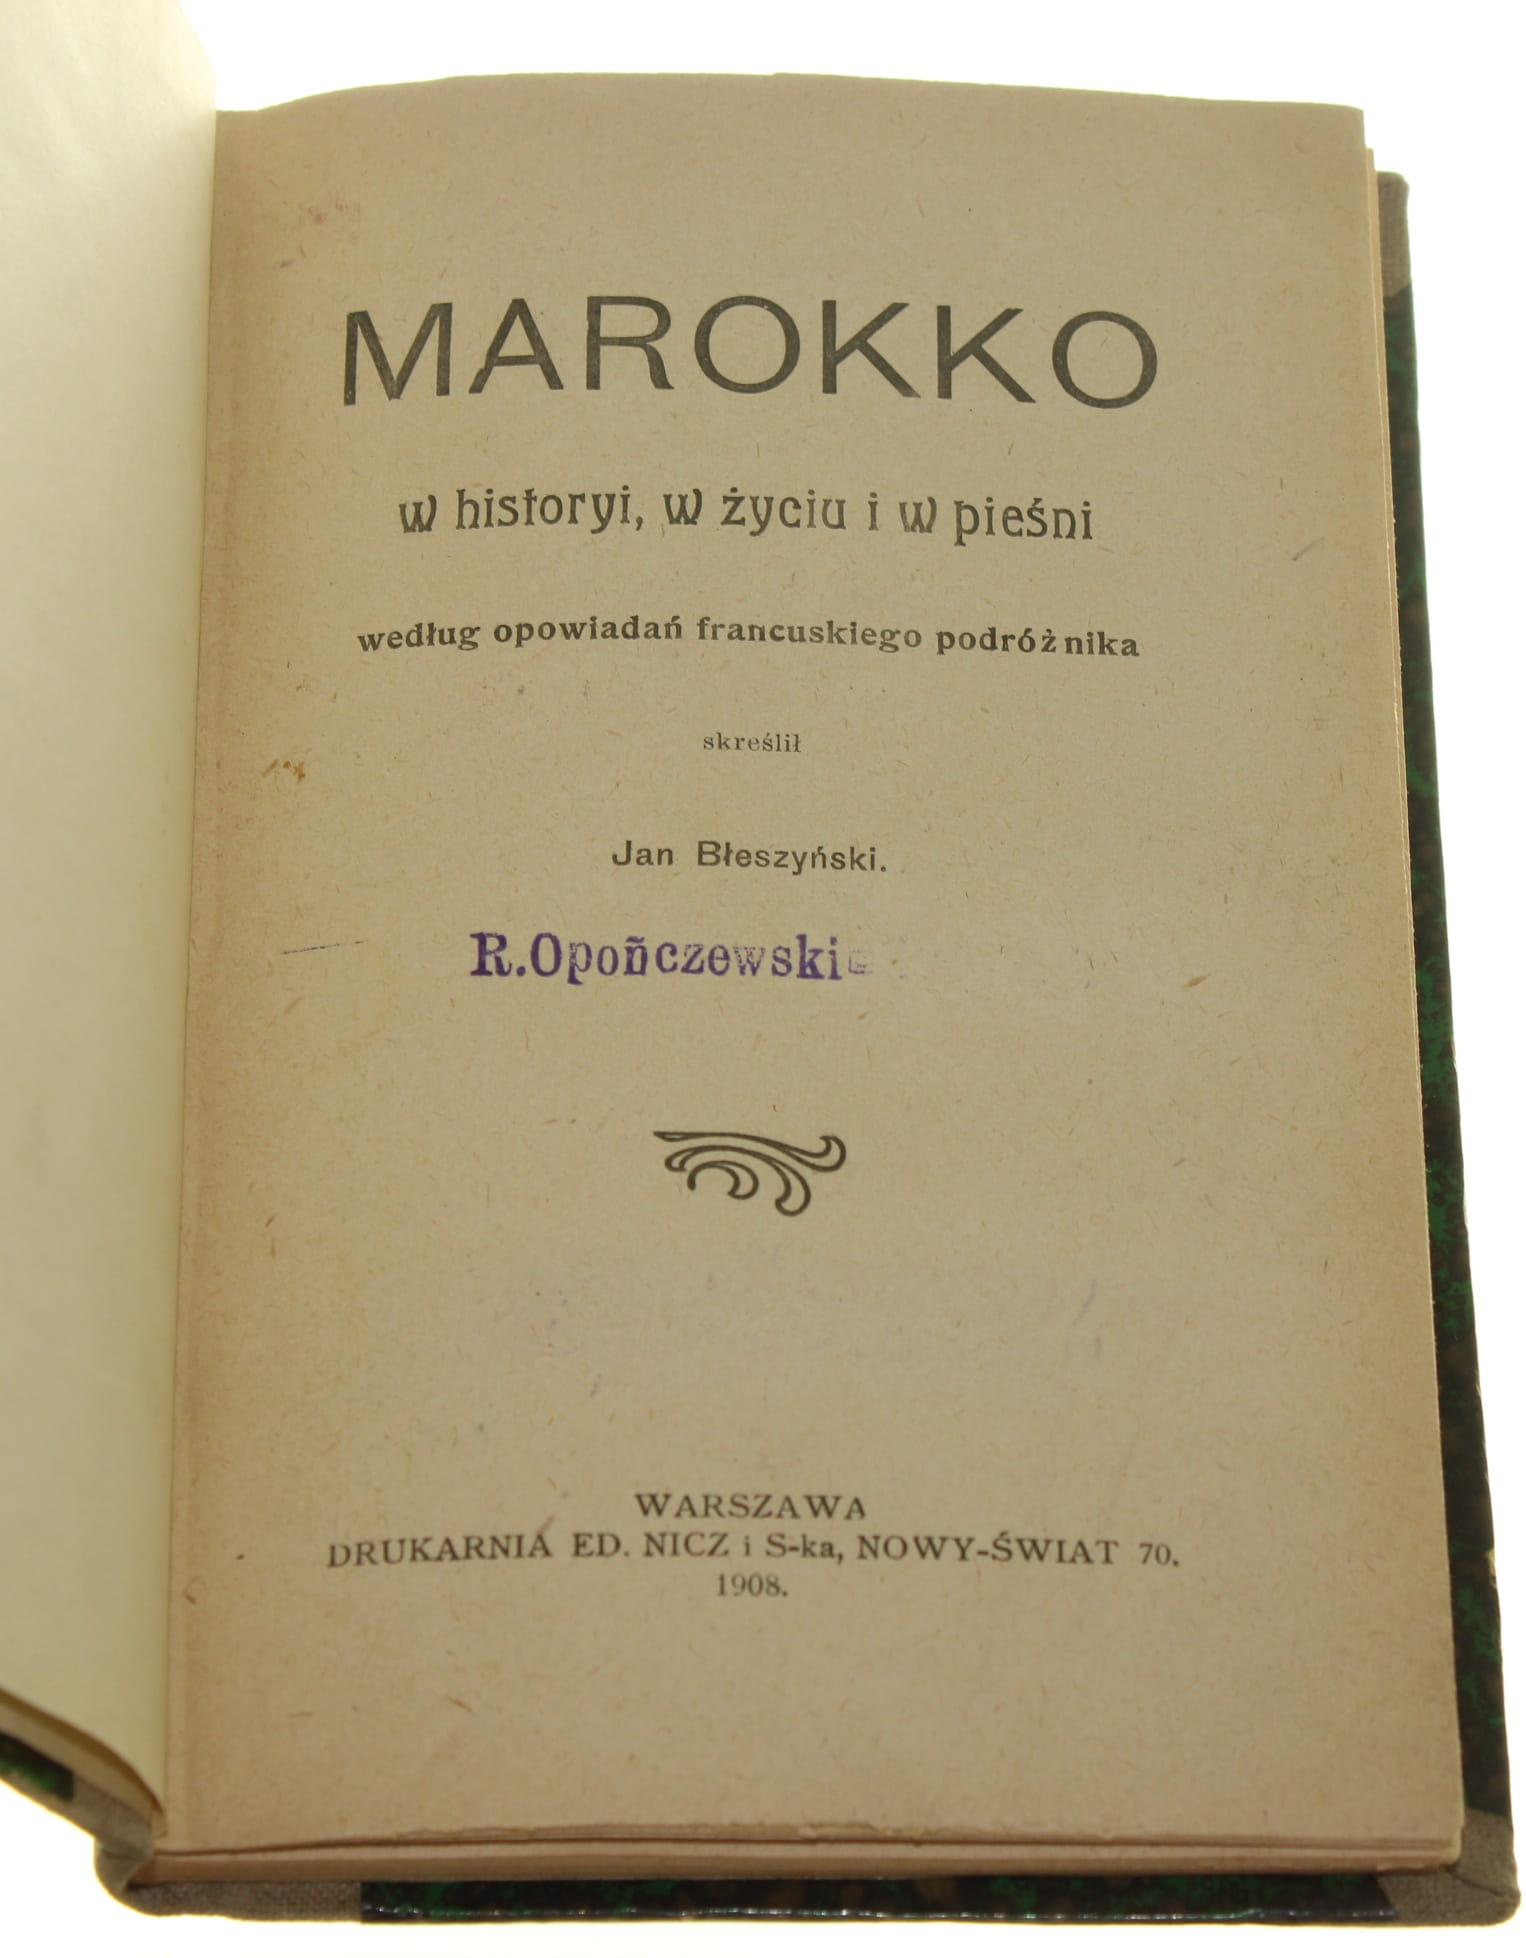 MAROKKO
w historyi, w życiu i w pieśni
według opowiadań francuskiego podróżnika
skreślił
Jan Błeszyński.
R.Opoñczewski
WARSZAWA
DRUKARNIA ED. NICZ i S-ka, NOWY-ŚWIAT 70.
1908.